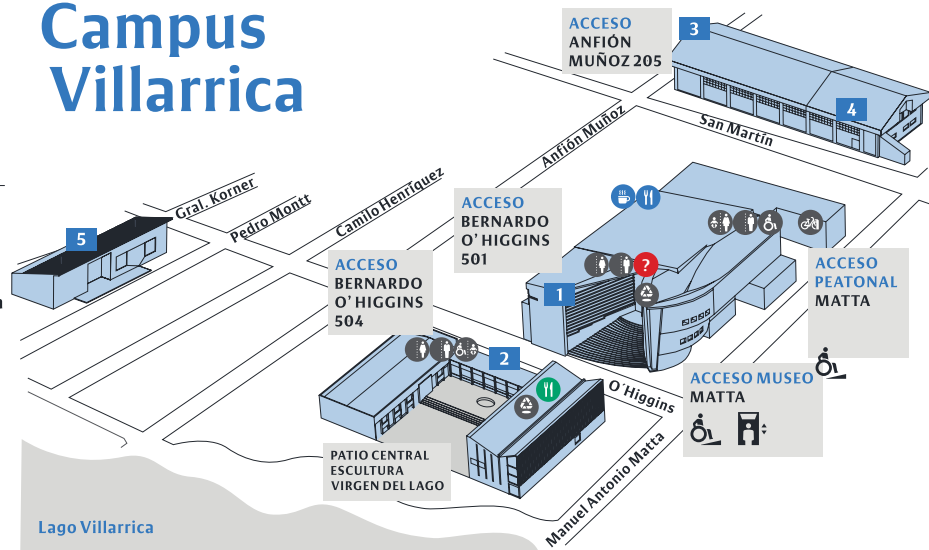 Campus
Villarrica
ACCESO
ANFIÓN
MUÑOZ 205
3
4
San Martín
Anfión Muñoz
Camilo Henríquez
Pedro Montt
Gral. Korner
5
ACCESO
BERNARDO
O' HIGGINS
501
?
1
ACCESO
PEATONAL
MATTA
ACCESO
BERNARDO
O' HIGGINS
504
2
O´Higgins
ACCESO MUSEO
MATTA
Manuel Antonio Matta
PATIO CENTRAL
ESCULTURA
VIRGEN DEL LAGO
Lago Villarrica